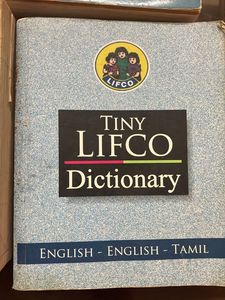 LIFCO
TINY
LIFCO
Dictionary
ENGLISH - ENGLISH - TAMIL